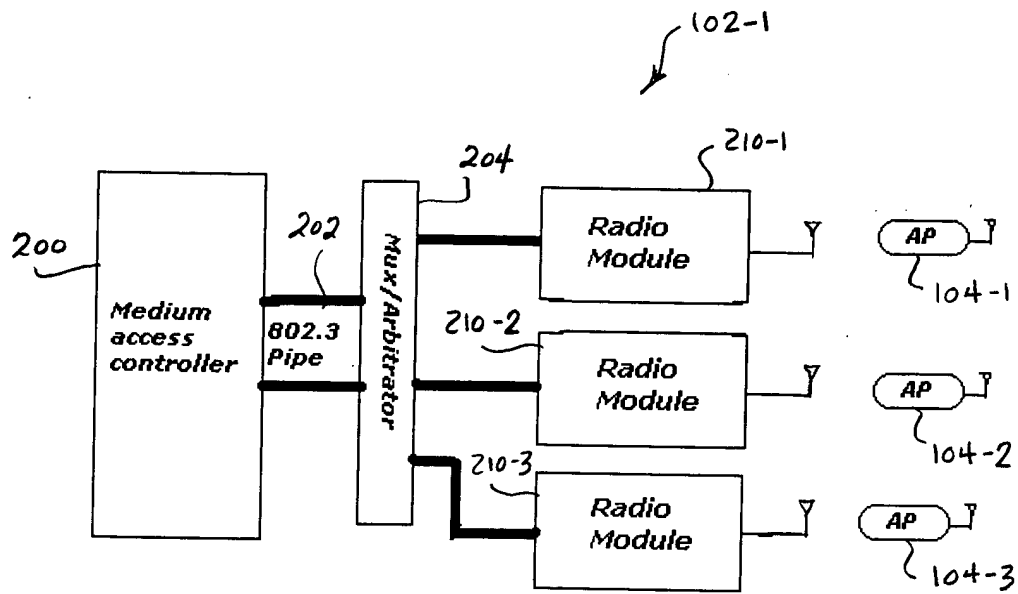 102-1
210-1
204
202
200
Radio
Module
AP
104-1
Medium
access
controller
802.3
Pipe
Mux/Arbitrator
210-2
Radio
Module
AP
104-2
210-3
Radio
Module
AP
104-3